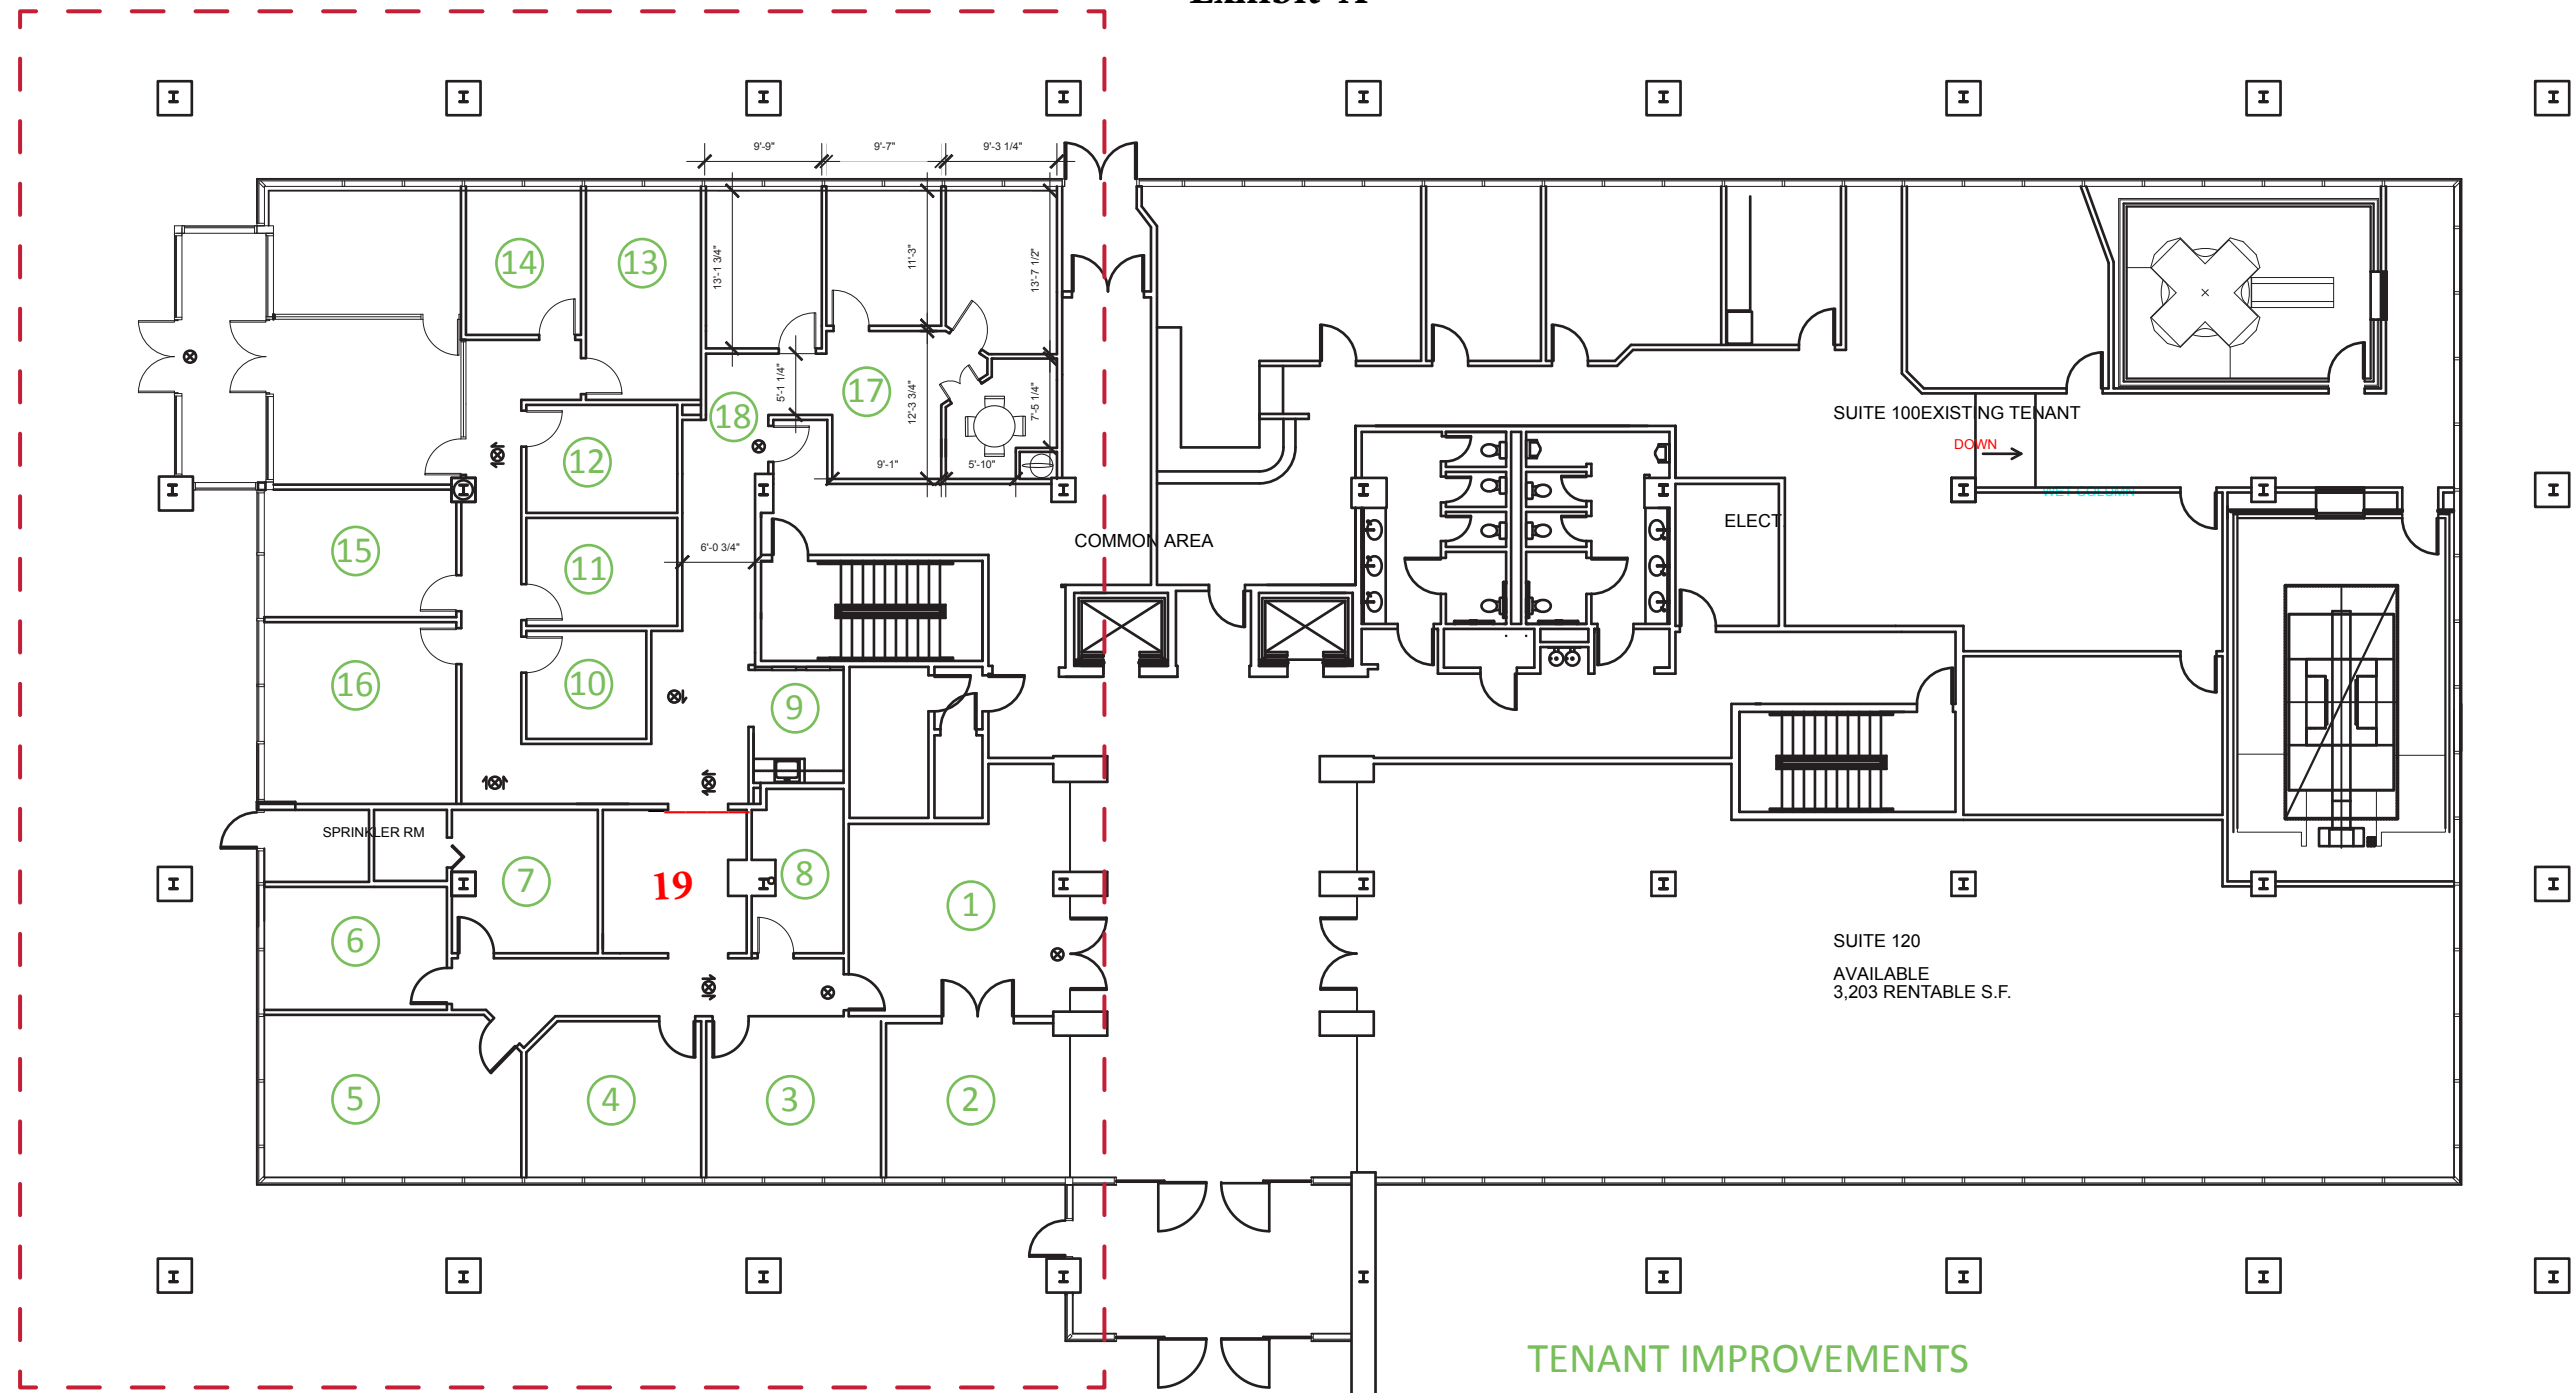 Exhibit A
9'-9"
9'-7"
9'-3 1/4"
13'-1 3/4"
11'-3"
13'-7 1/2"
14
13
5'-1 1/4"
17
12'-3 3/4"
7'-5 1/4"
18
SUITE 100EXISTING TENANT
DOWN
12
9'-1"
5'-10"
WET COLUMN
ELECT.
15
6'-0 3/4"
COMMON AREA
11
16
10
9
SPRINKLER RM
7
19
8
1
6
SUITE 120
AVAILABLE
3,203 RENTABLE S.F.
5
4
3
2
TENANT IMPROVEMENTS